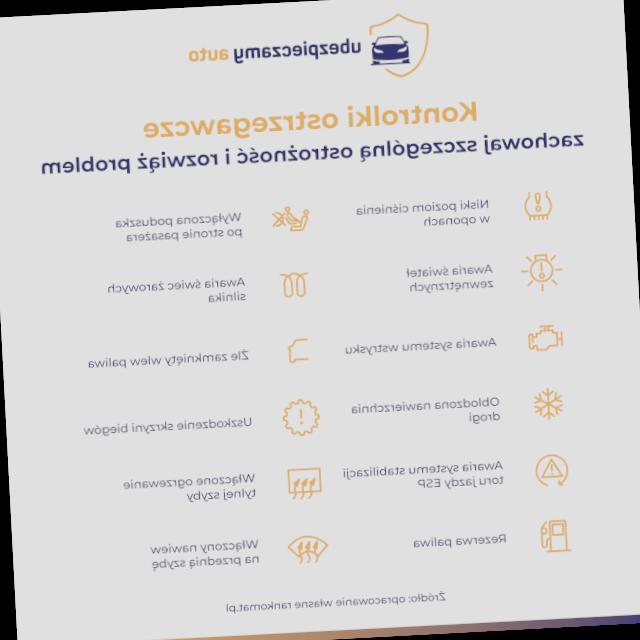 ubezpieczamy auto
Kontrolki ostrzegawcze
zachowaj szczególną ostrożność i rozwiąż problem
Niski poziom ciśnienia
w oponach
Awaria świateł
zewnętrznych
Awaria systemu wstrysku
Oblodzona nawierzchnia
drogi
Awaria systemu stabilizacji
toru jazdy ESP
Rezerwa paliwa
Wyłączona poduszka
po stronie pasażera
Awaria świec żarowych
silnika
Źle zamknięty wlew paliwa
Uszkodzenie skrzyni biegów
Włączone ogrzewanie
tylnej szyby
Włączony nawiew
na przednią szybę
Źródło: opracowanie własne rankomat.pl